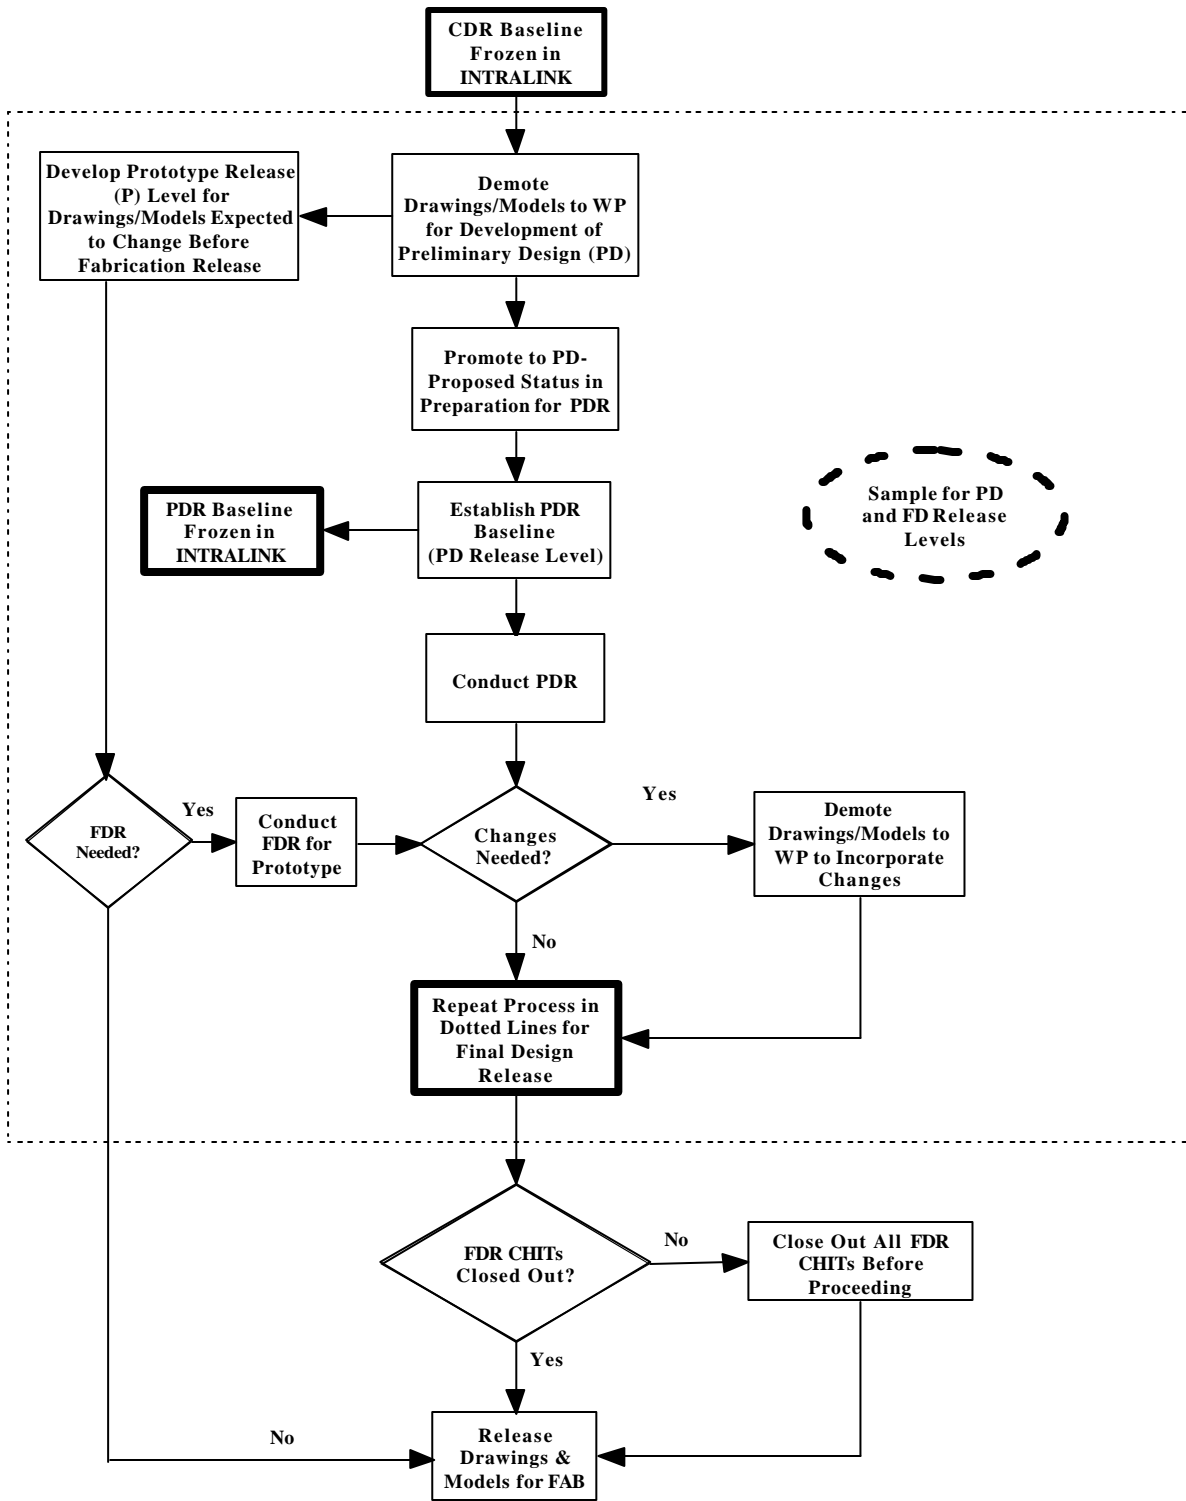 CDR Baseline
Frozen in
INTRALINK
Develop Prototype Release
(P) Level for
Drawings/Models Expected
to Change Before
Fabrication Release
Demote
Drawings/Models to WP
for Development of
Preliminary Design (PD)
Promote to PD-
Proposed Status in
Preparation for PDR
PDR Baseline
Frozen in
INTRALINK
Establish PDR
Baseline
(PD Release Level)
Sample for PD
and FD Release
Levels
Conduct PDR
FDR
Needed?
Yes
Conduct
FDR for
Prototype
Changes
Needed?
Yes
Demote
Drawings/Models to
WP to Incorporate
Changes
No
Repeat Process in
Dotted Lines for
Final Design
Release
FDR CHITs
Closed Out?
No
Close Out All FDR
CHITs Before
Proceeding
Yes
No
Release
Drawings &
Models for FAB